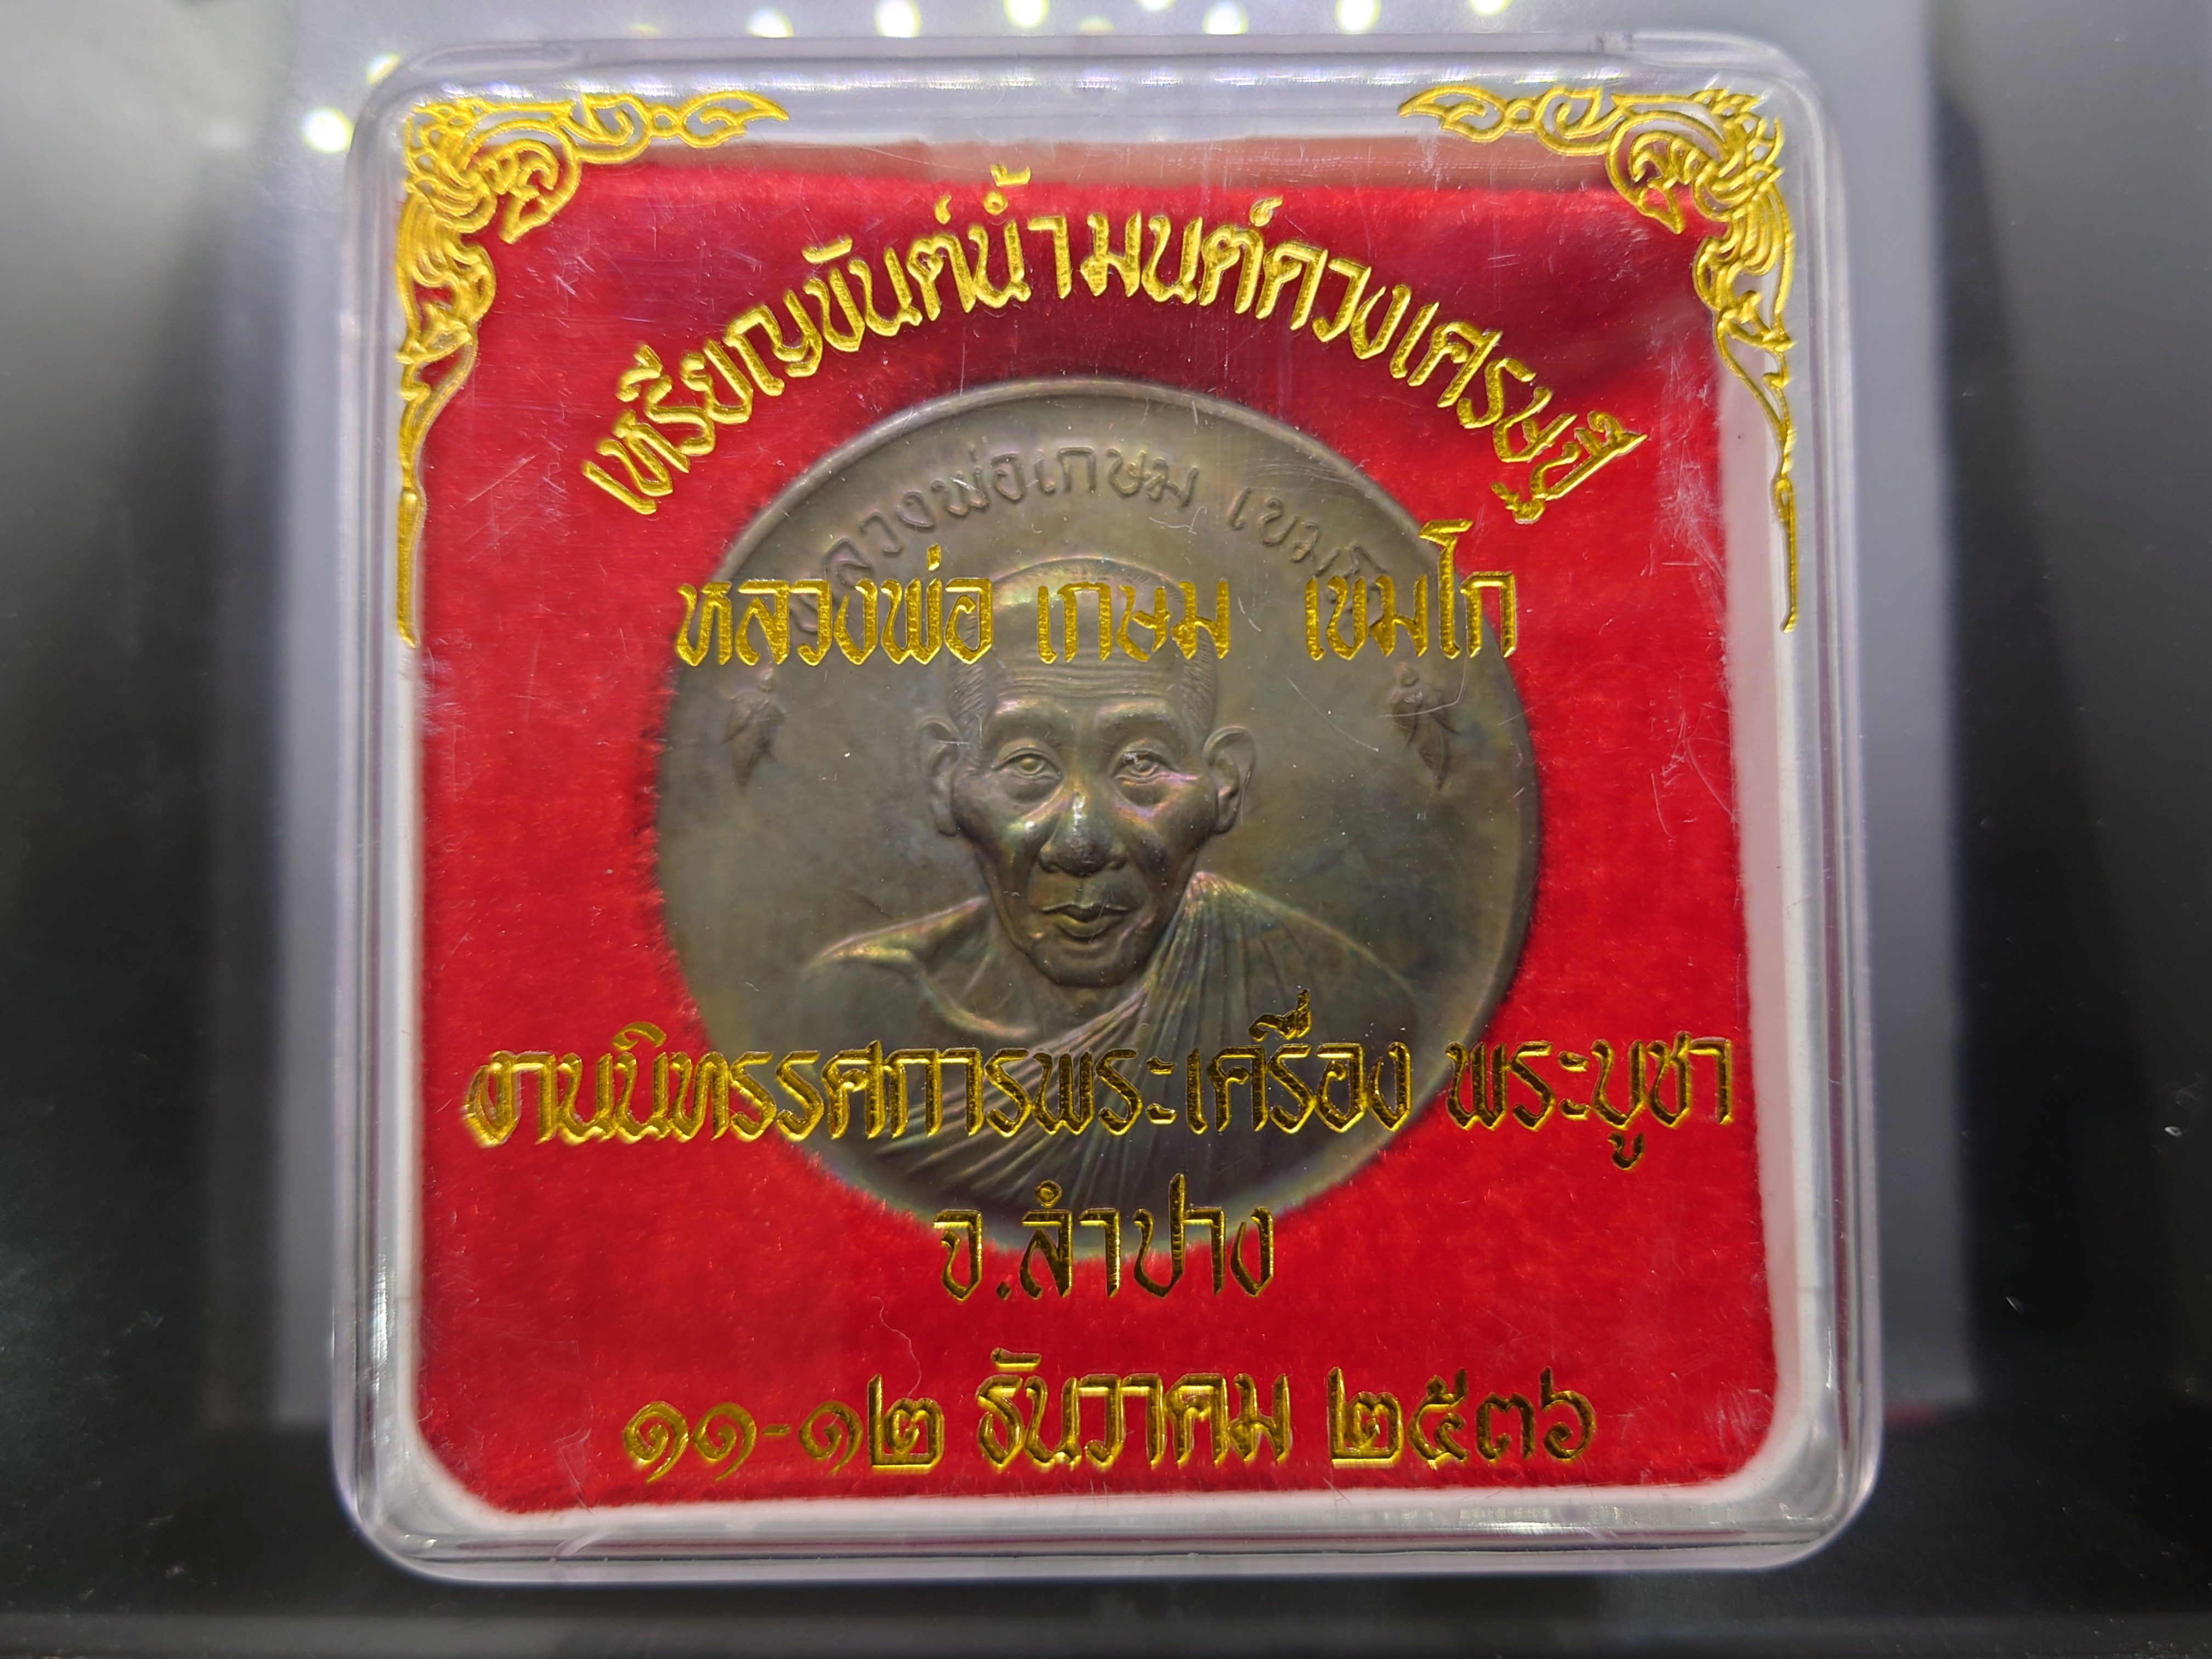 เหรียญขันต์น้ำมนต์ดวงเศรษฐี
หลวงพ่อเกษม เขมโก
หลวงพ่อ เกษม เขมโก
งานนิทรรศการพระเครื่อง พระบูชา
จ.ลำปาง
๑๑-๑๒ ธันวาคม ๒๕๓๖